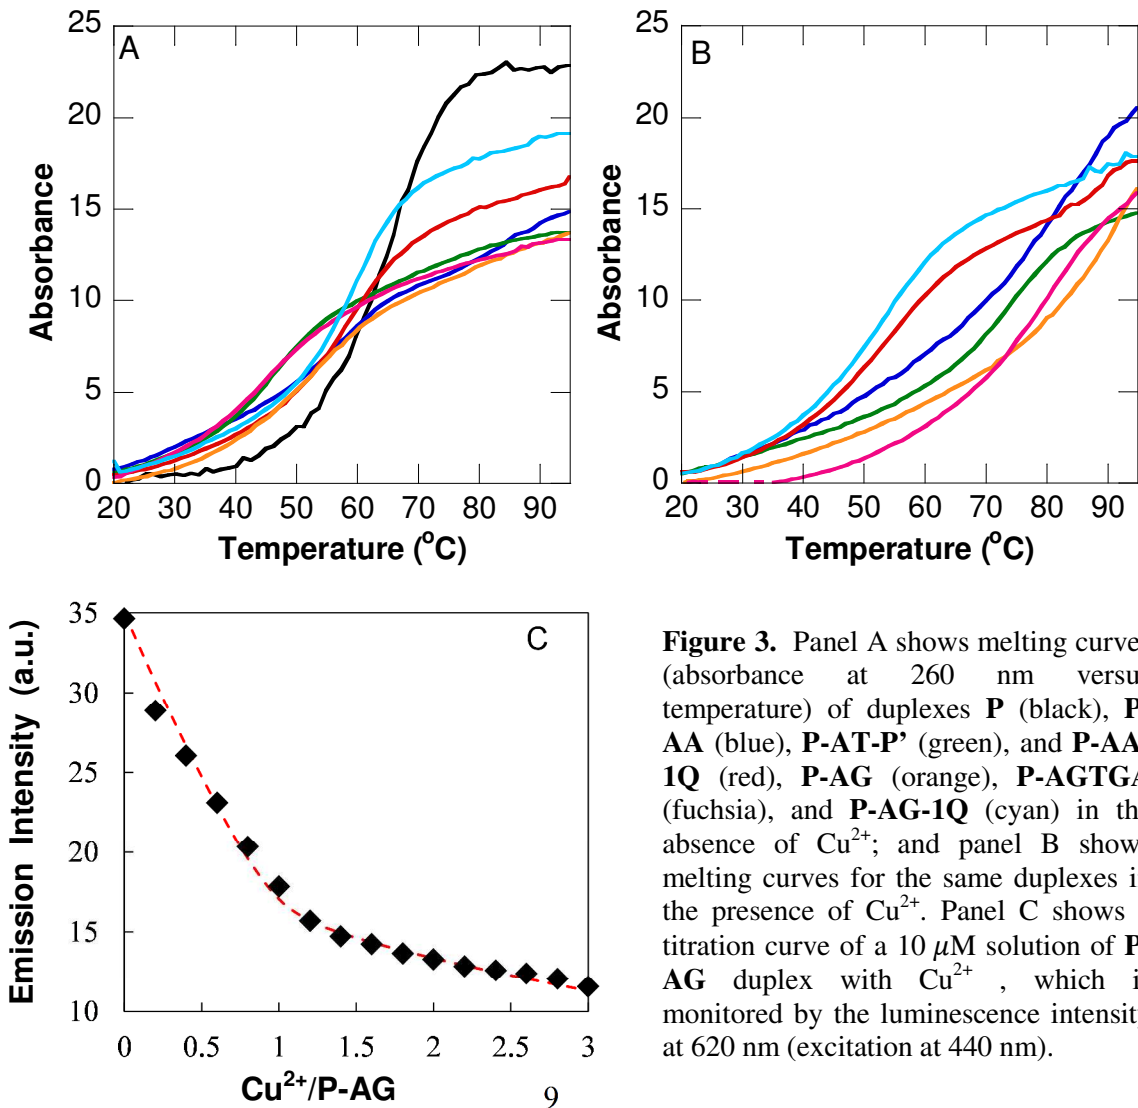 A
B
25
20
15
10
5
0
Absorbance
20 30 40 50 60 70 80 90
Temperature (°C)
25
20
15
10
5
0
Absorbance
20 30 40 50 60 70 80 90
Temperature (°C)
C
35
30
25
20
15
10
Emission Intensity (a.u.)
0 0.5 1 1.5 2 2.5 3
Cu²⁺/P-AG
Figure 3. Panel A shows melting curve
(absorbance at 260 nm versu
temperature) of duplexes P (black), P
AA (blue), P-AT-P’ (green), and P-AA
1Q (red), P-AG (orange), P-AGTGA
(fuchsia), and P-AG-1Q (cyan) in th
absence of Cu²⁺; and panel B show
melting curves for the same duplexes i
the presence of Cu²⁺. Panel C shows
titration curve of a 10 μM solution of P
AG duplex with Cu²⁺ , which i
monitored by the luminescence intensity
at 620 nm (excitation at 440 nm).
9